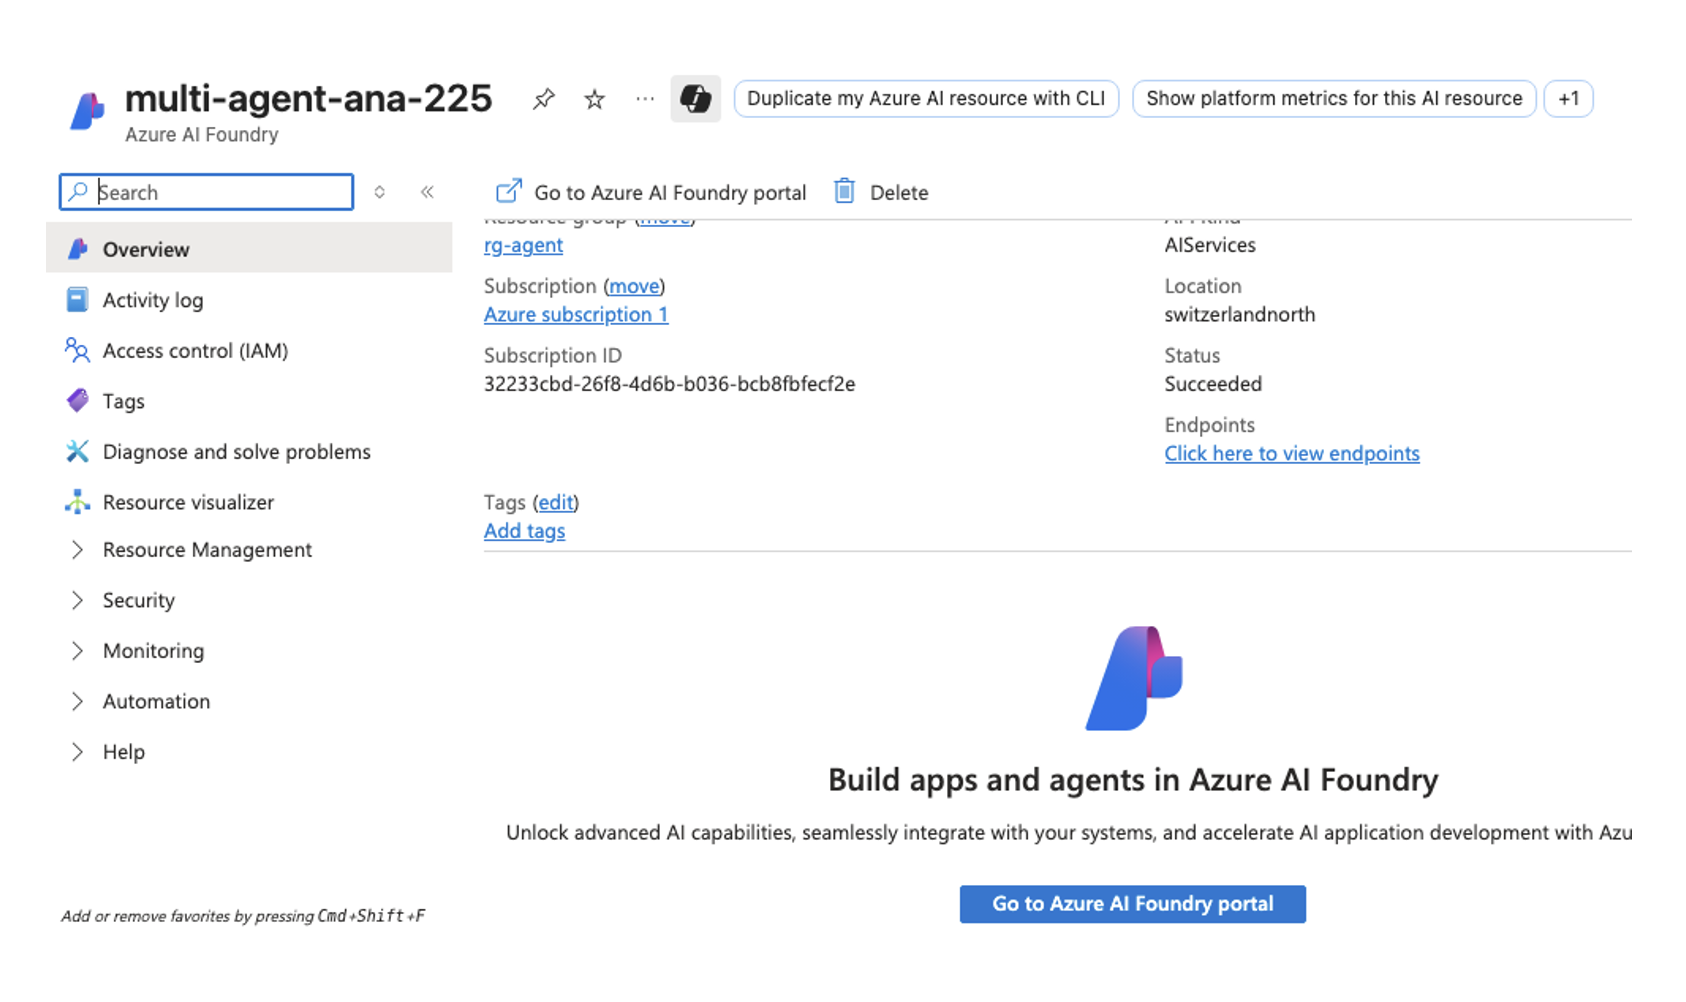 multi-agent-ana-225
Azure AI Foundry
Duplicate my Azure AI resource with CLI
Show platform metrics for this AI resource
+1
Search
Go to Azure AI Foundry portal
Delete
Overview
Activity log
Access control (IAM)
Tags
Diagnose and solve problems
Resource visualizer
Resource Management
Security
Monitoring
Automation
Help
Add or remove favorites by pressing Cmd+Shift+F
Resource group (move)
rg-agent
Subscription (move)
Azure subscription 1
Subscription ID
32233cbd-26f8-4d6b-b036-bcb8fbfecf2e
API Kind
AIServices
Location
switzerlandnorth
Status
Succeeded
Endpoints
Click here to view endpoints
Tags (edit)
Add tags
Build apps and agents in Azure AI Foundry
Unlock advanced AI capabilities, seamlessly integrate with your systems, and accelerate AI application development with Azu
Go to Azure AI Foundry portal